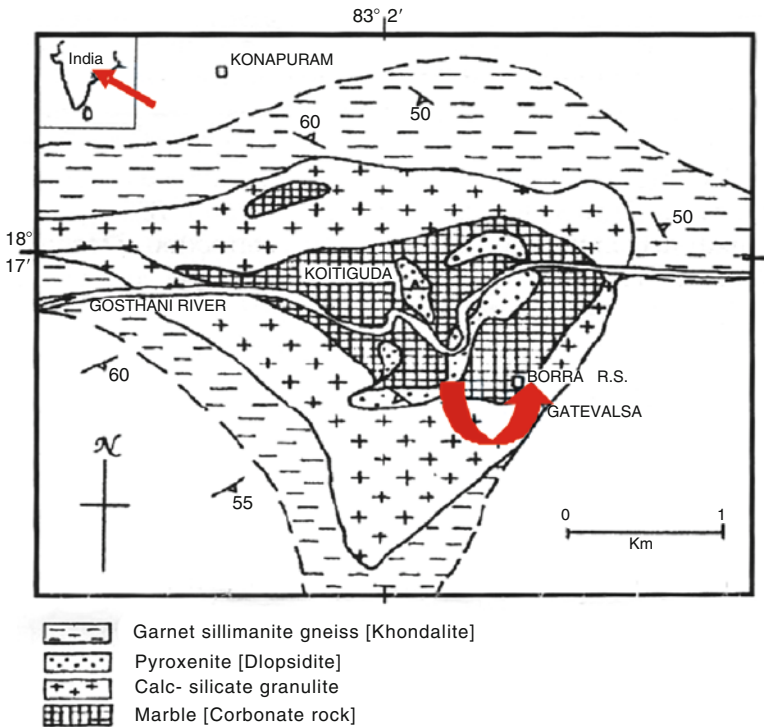 83° 2′
India
KONAPURAM
50
60
50
18°
17′
KOITIGUDA
A
GOSTHANI RIVER
60
BORRA R.S.
GATEVALSA
N
55
0 1
Km
Garnet sillimanite gneiss [Khondalite]
Pyroxenite [Dlopsidite]
Calc- silicate granulite
Marble [Corbonate rock]